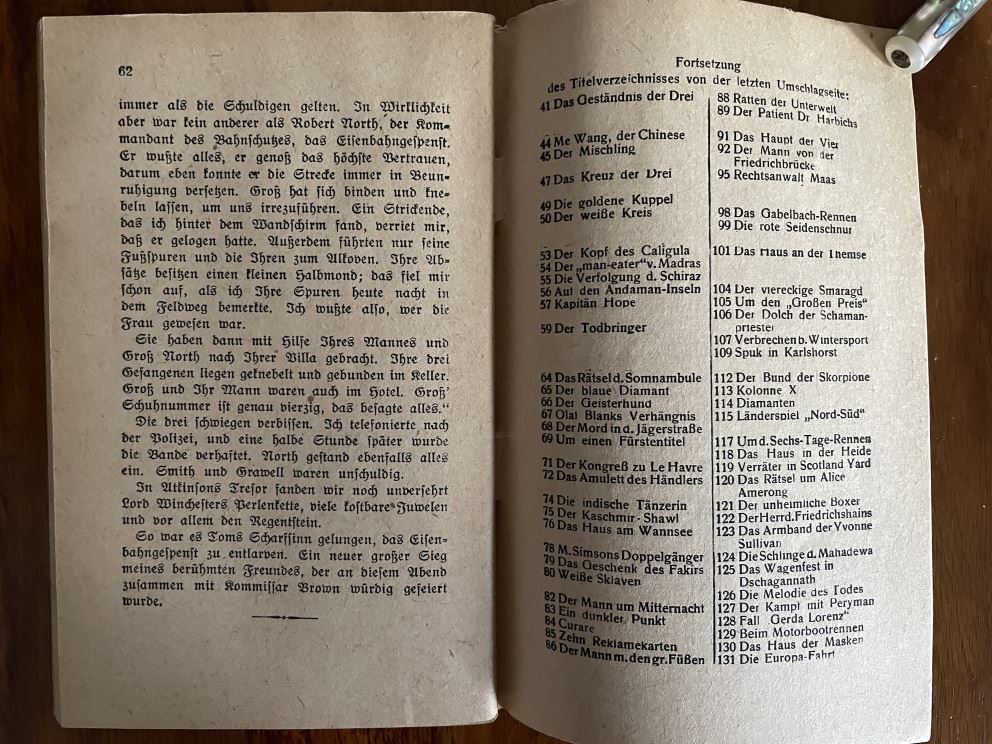 62
immer als die Schuldigen gelten. In Wirklichkeit
aber war kein anderer als Robert North, der Kom-
mandant des Bahnschutzes, das Eisenbahngespenst.
Er wußte alles, er genoß das höchste Vertrauen,
darum eben konnte er die Strecke immer in Beun-
ruhigung versetzen. Groß hat sich binden und kne-
beln lassen, um uns irrezuführen. Ein Strickende,
das ich hinter dem Wandschirm fand, verriet mir,
daß er gelogen hatte. Außerdem führten nur seine
Fußspuren und die Ihren zum Alkoven. Ihre Ab-
sätze besitzen einen kleinen Halbmond; das fiel mir
schon auf, als ich Ihre Spuren heute nacht in
dem Feldweg bemerkte. Ich wußte also, wer die
Frau gewesen war.
Sie haben dann mit Hilfe Ihres Mannes und
Groß North nach Ihrer Villa gebracht. Ihre drei
Gefangenen liegen geknebelt und gebunden im Keller.
Groß und Ihr Mann waren auch im Hotel. Groß'
Schuhnummer ist genau vierzig, das besagte alles."
Die drei schwiegen verbissen. Ich telefonierte nach
der Polizei, und eine halbe Stunde später wurde
die Bande verhaftet. North gestand ebenfalls alles
ein. Smith und Grawell waren unschuldig.
In Atkinsons Tresor fanden wir noch unversehrt
Lord Winchesters Perlenkette, viele kostbare Juwelen
und vor allem den Regentstein.
So war es Toms Scharfsinn gelungen, das Eisen-
bahngespenst zu entlarven. Ein neuer großer Sieg
meines berühmten Freundes, der an diesem Abend
zusammen mit Kommissar Brown würdig gefeiert
wurde.
Fortsetzung
des Titelverzeichnisses von der letzten Umschlagseite:
41 Das Geständnis der Drei
44 Me Wang, der Chinese
45 Der Mischling
47 Das Kreuz der Drei
49 Die goldene Kuppel
50 Der weiße Kreis
53 Der Kopf des Caligula
54 Der „man-eater" v. Madras
55 Die Verfolgung d. Schiraz
56 Auf den Andaman-Inseln
57 Kapitän Hope
59 Der Todbringer
64 Das Rätsel d. Somnambule
65 Der blaue Diamant
66 Der Geisterhund
67 Olaf Blanks Verhängnis
68 Der Mord in d. Jägerstraße
69 Um einen Fürstentitel
71 Der Kongreß zu Le Havre
72 Das Amulett des Händlers
74 Die indische Tänzerin
75 Der Kaschmir-Shawl
76 Das Haus am Wannsee
78 M. Simsons Doppelgänger
79 Das Geschenk des Fakirs
80 Weiße Sklaven
82 Der Mann um Mitternacht
83 Ein dunkler Punkt
84 Curare
85 Zehn Reklamekarten
86 Der Mann m. den gr. Füßen
88 Ratten der Unterwelt
89 Der Patient Dr. Harbichs
91 Das Haupt der Vier
92 Der Mann von der
Friedrichbrücke
95 Rechtsanwalt Maas
98 Das Gabelbach-Rennen
99 Die rote Seidenschnur
101 Das Haus an der Themse
104 Der viereckige Smaragd
105 Um den „Großen Preis"
106 Der Dolch der Schaman-
priester
107 Verbrechen b. Wintersport
109 Spuk in Karlshorst
112 Der Bund der Skorpione
113 Kolonne X
114 Diamanten
115 Länderspiel „Nord-Süd"
117 Um d. Sechs-Tage-Rennen
118 Das Haus in der Heide
119 Verräter in Scotland Yard
120 Das Rätsel um Alice
Amerong
121 Der unheimliche Boxer
122 Der Herr d. Friedrichshains
123 Das Armband der Yvonne
Sullivan
124 Die Schlinge d. Mahadewa
125 Das Wagenfest in
Dschagannath
126 Die Melodie des Todes
127 Der Kampf mit Peryman
128 Fall Gerda Lorenz"
129 Beim Motorbootrennen
130 Das Haus der Masken
131 Die Europa-Fahrt